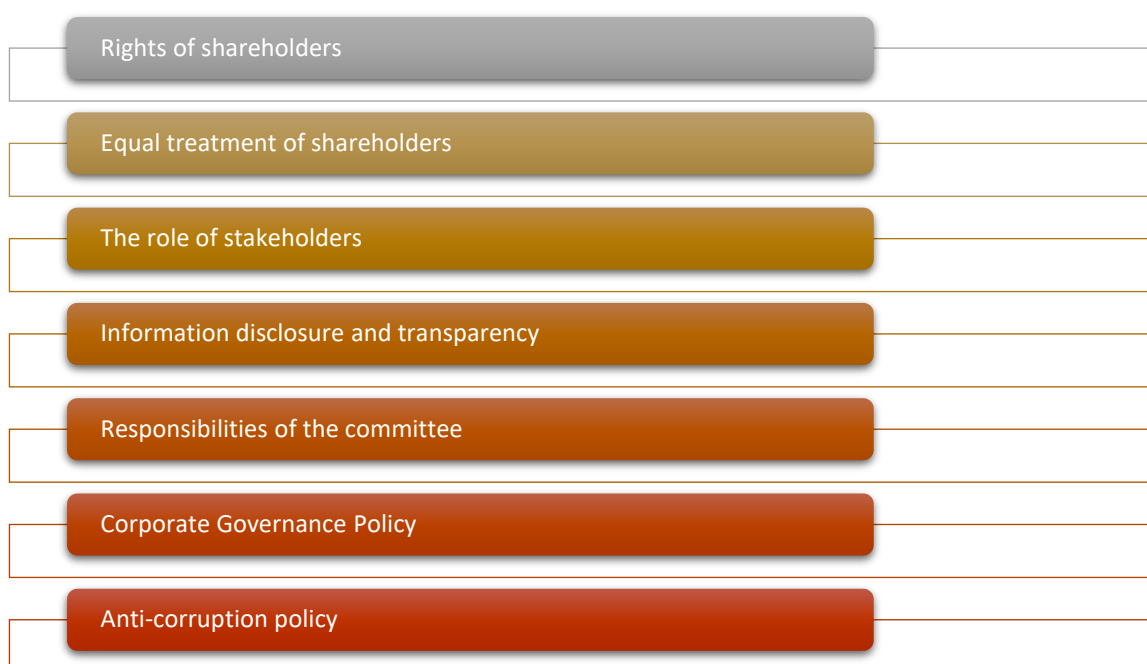 Rights of shareholders
Equal treatment of shareholders
The role of stakeholders
Information disclosure and transparency
Responsibilities of the committee
Corporate Governance Policy
Anti-corruption policy